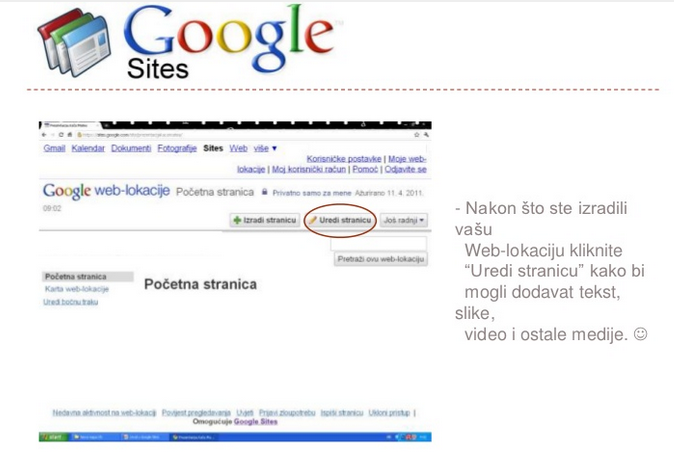 Google
Sites
Gmail Kalendar Dokumenti Fotografije Sites Web više ▼
Korisničke postavke | Moje web-
lokacije | Moj korisnički račun | Pomoć | Odjavite se
Google web-lokacije Početna stranica Privatno samo za mene Ažurirano 11. 4. 2011.
09:02
Izradi stranicu Uredi stranicu Još radnji ▾
Pretraži ovu web-lokaciju
Početna stranica
Karta web-lokacije
Uredi bočnu traku
Početna stranica
Nedavna aktivnost na web-lokaciji Povijest pregledavanja Uvjeti Prijavi zloupotrebu Ispiši stranicu Ukloni pristup |
Omogućuje Google Sites
start
- Nakon što ste izradili
vašu
Web-lokaciju kliknite
“Uredi stranicu” kako bi
mogli dodavat tekst,
slike,
video i ostale medije. ☺